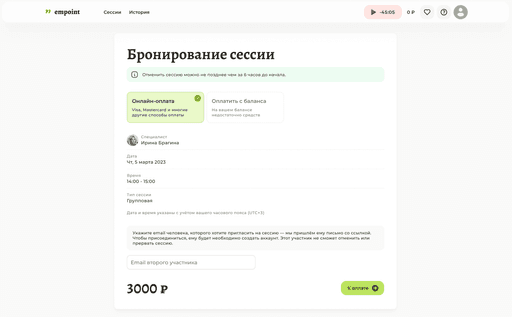 empoint
Сессии
История
-45:05
0 ₽
Бронирование сессии
Отменить сессию можно не позднее чем за 8 часов до начала.
Онлайн-оплата
Visa, Mastercard и многие
другие способы оплаты
Оплатить с баланса
На вашем балансе
недостаточно средств
Специалист
Ирина Брагина
Дата
Чт, 5 марта 2023
Время
14:00 - 15:00
Тип сессии
Групповая
Дата и время указаны с учётом вашего часового пояса (UTC+3)
Укажите email человека, которого хотите пригласить на сессию — мы пришлём ему письмо со ссылкой.
Чтобы присоединиться, ему будет необходимо создать аккаунт. Этот участник не сможет отменить или
прервать сессию.
Email второго участника
3000 ₽
К оплате